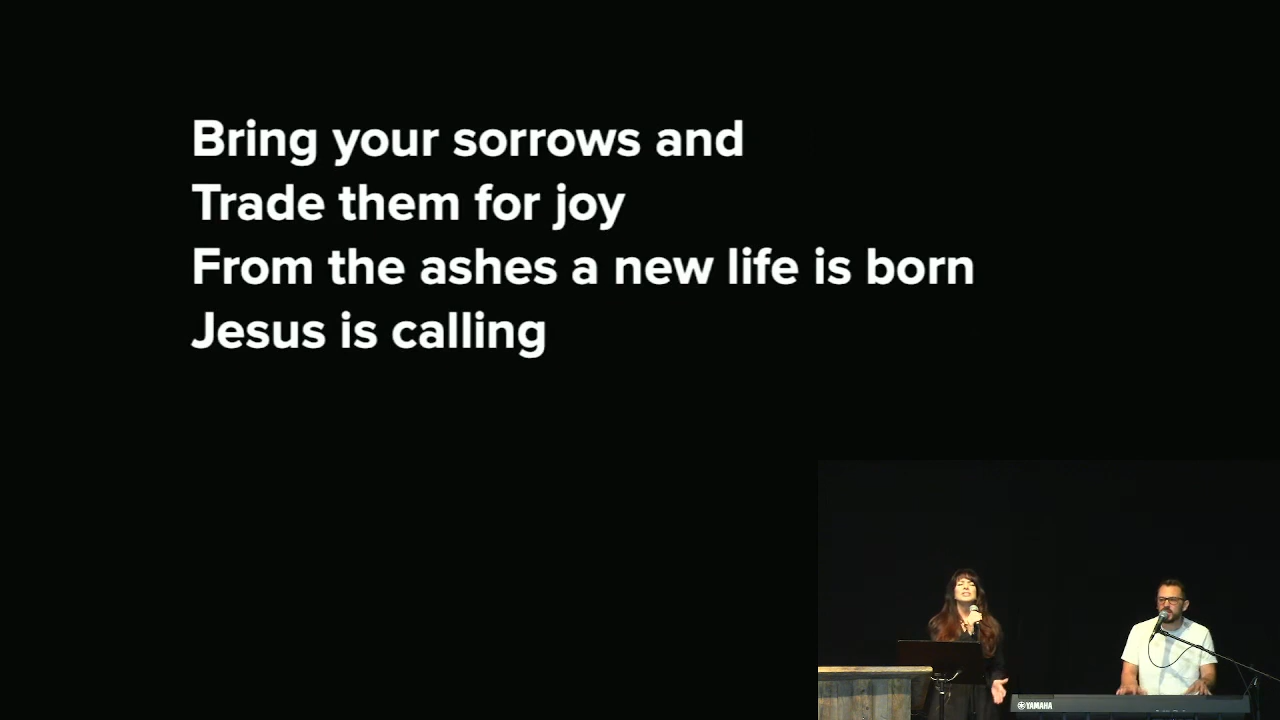 Bring your sorrows and
Trade them for joy
From the ashes a new life is born
Jesus is calling
YAMAHA